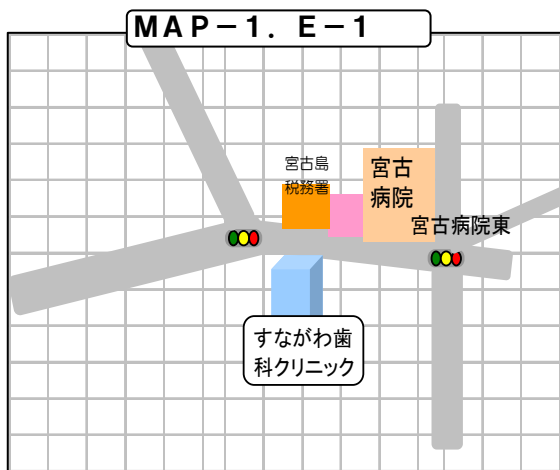 MAP－1．E－1
宮古島
税務署
宮古
病院
宮古病院東
すながわ歯
科クリニック